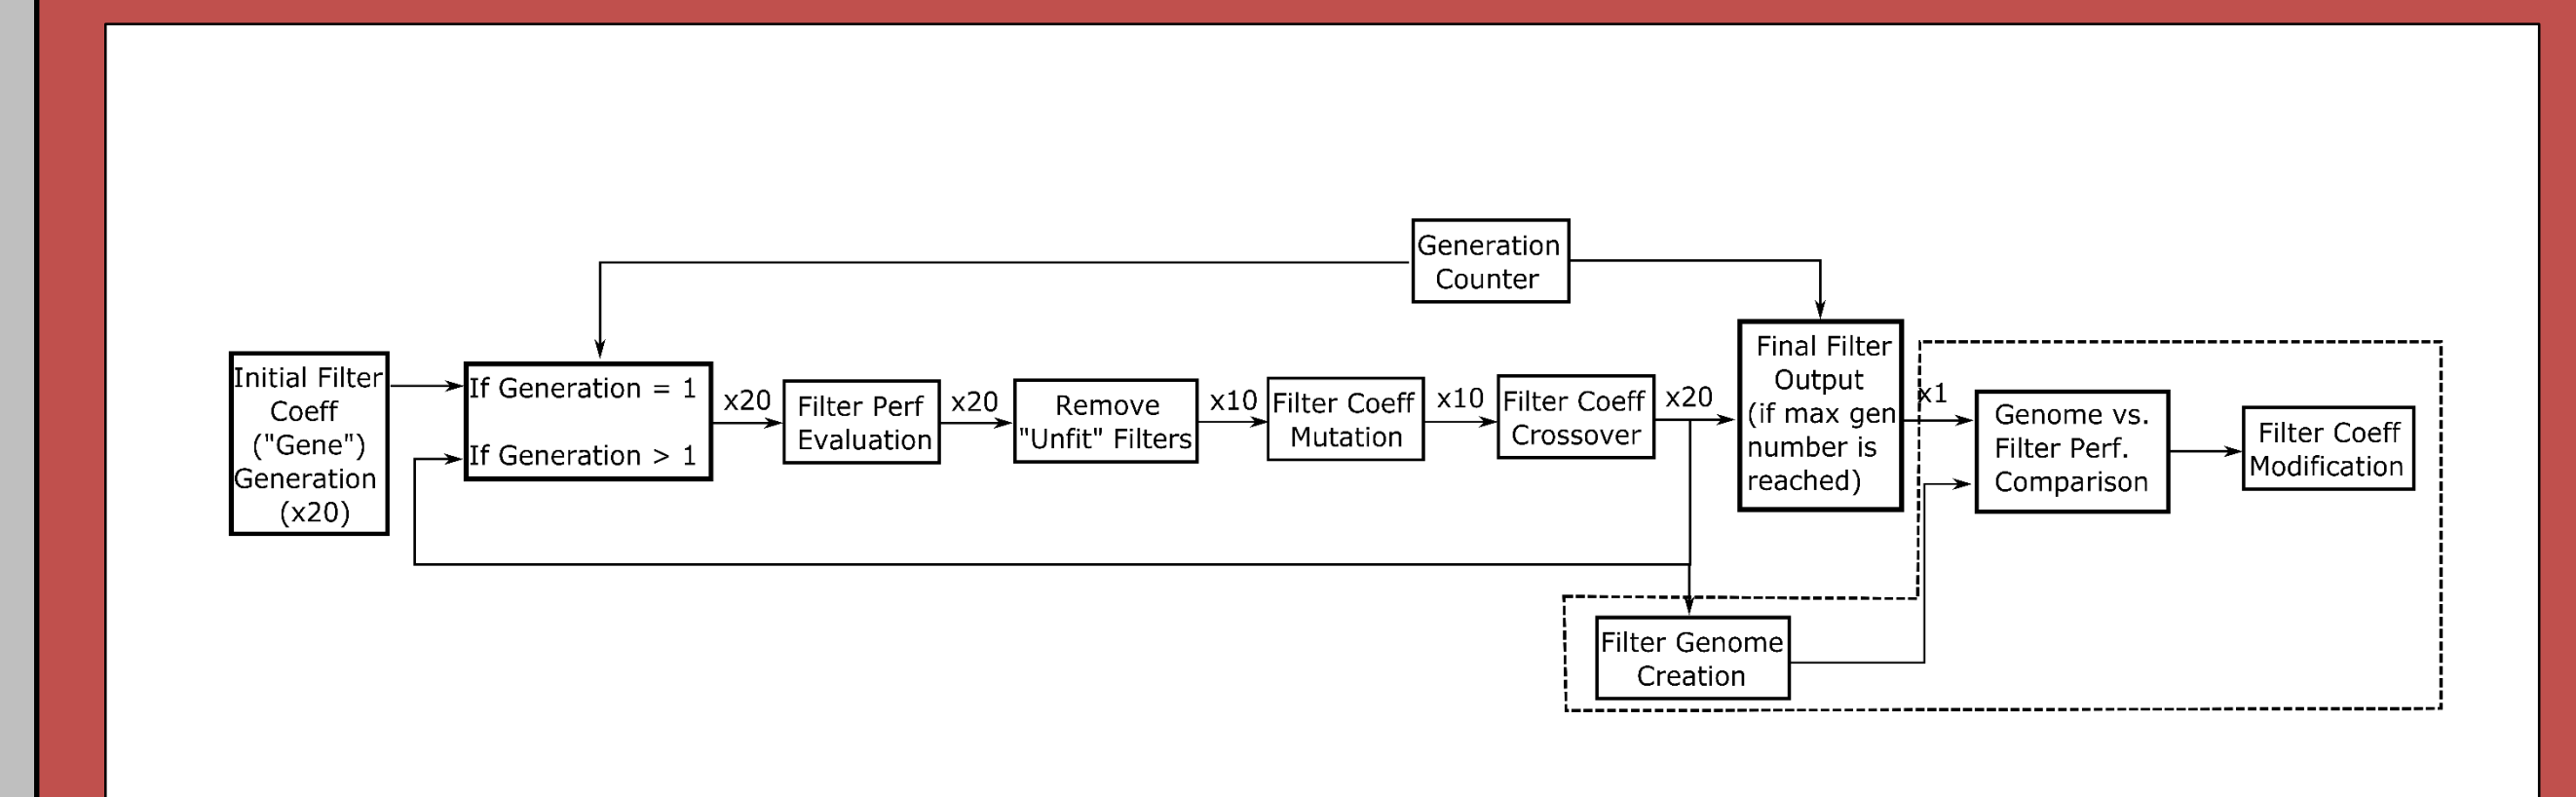 Generation
Counter
Initial Filter
Coeff
("Gene")
Generation
(x20)
If Generation = 1
If Generation > 1
x20
Filter Perf
Evaluation
x20
Remove
"Unfit" Filters
x10
Filter Coeff
Mutation
x10
Filter Coeff
Crossover
x20
Final Filter
Output
(if max gen
number is
reached)
x1
Genome vs.
Filter Perf.
Comparison
Filter Coeff
Modification
Filter Genome
Creation